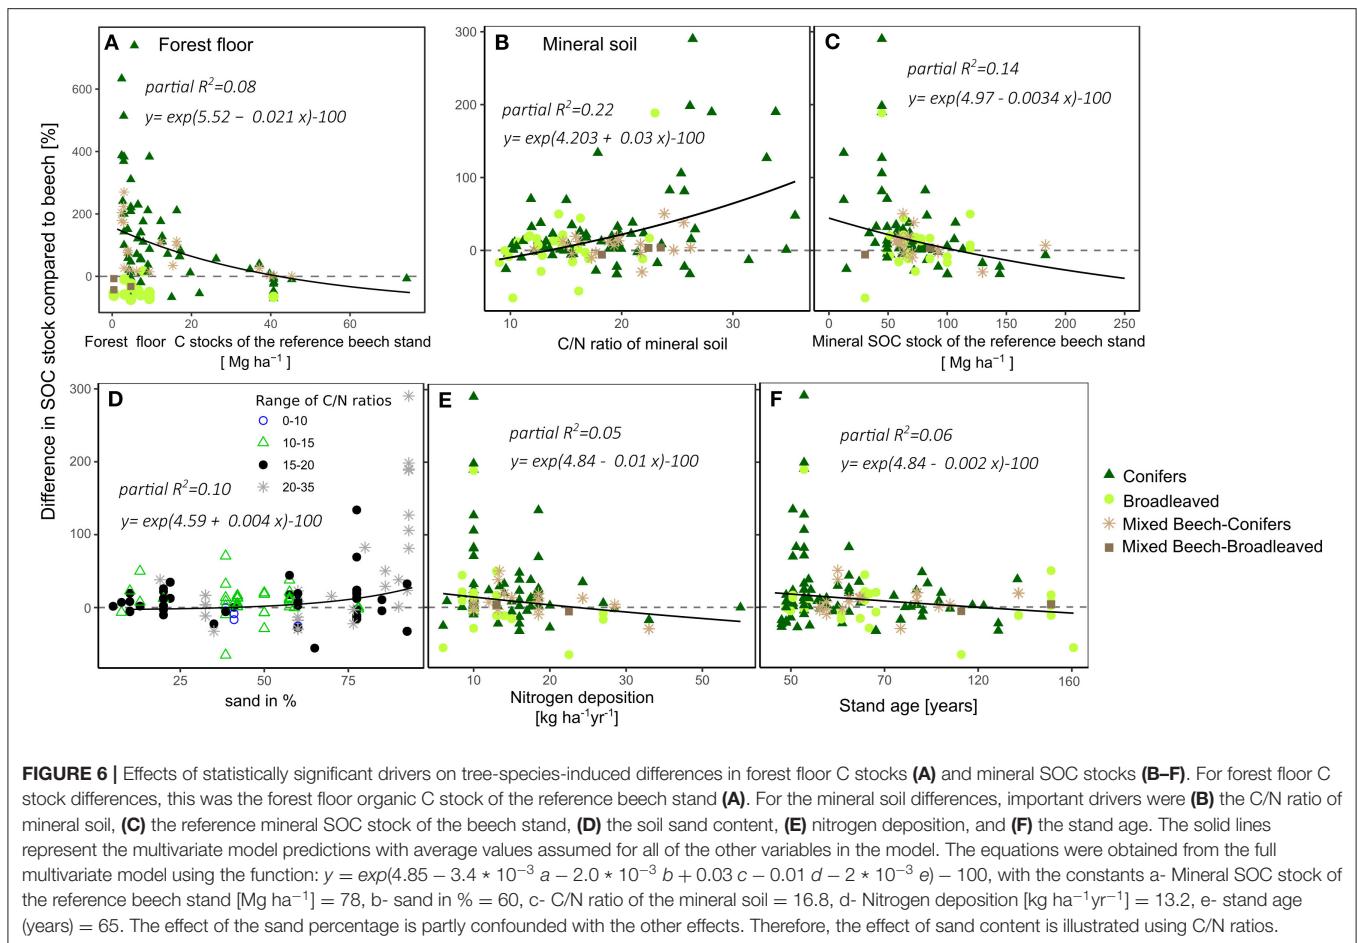 A
Forest floor
partial R²=0.08
y= exp(5.52 − 0.021 x)-100
600
400
200
0
0
20
40
60
Forest floor C stocks of the reference beech stand
[ Mg ha⁻¹ ]
B
Mineral soil
partial R²=0.22
y= exp(4.203 + 0.03 x)-100
300
200
100
0
10
20
30
C/N ratio of mineral soil
C
partial R²=0.14
y= exp(4.97 - 0.0034 x)-100
0
50
100
150
200
250
Mineral SOC stock of the reference beech stand
[ Mg ha⁻¹ ]
Difference in SOC stock compared to beech [%]
D
Range of C/N ratios
0-10
10-15
15-20
20-35
partial R²=0.10
y= exp(4.59 + 0.004 x)-100
300
200
100
0
25
50
75
sand in %
E
partial R²=0.05
y= exp(4.84 - 0.01 x)-100
10
20
30
50
Nitrogen deposition
[kg ha⁻¹yr⁻¹]
F
partial R²=0.06
y= exp(4.84 - 0.002 x)-100
50
70
120
160
Stand age [years]
Conifers
Broadleaved
Mixed Beech-Conifers
Mixed Beech-Broadleaved
FIGURE 6 | Effects of statistically significant drivers on tree-species-induced differences in forest floor C stocks (A) and mineral SOC stocks (B–F). For forest floor C
stock differences, this was the forest floor organic C stock of the reference beech stand (A). For the mineral soil differences, important drivers were (B) the C/N ratio of
mineral soil, (C) the reference mineral SOC stock of the beech stand, (D) the soil sand content, (E) nitrogen deposition, and (F) the stand age. The solid lines
represent the multivariate model predictions with average values assumed for all of the other variables in the model. The equations were obtained from the full
multivariate model using the function: y = exp(4.85 − 3.4 * 10⁻³ a − 2.0 * 10⁻³ b + 0.03 c − 0.01 d − 2 * 10⁻³ e) − 100, with the constants a- Mineral SOC stock of
the reference beech stand [Mg ha⁻¹] = 78, b- sand in % = 60, c- C/N ratio of the mineral soil = 16.8, d- Nitrogen deposition [kg ha⁻¹yr⁻¹] = 13.2, e- stand age
(years) = 65. The effect of the sand percentage is partly confounded with the other effects. Therefore, the effect of sand content is illustrated using C/N ratios.